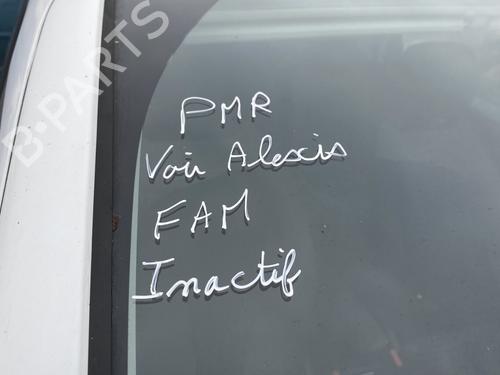 B-PARTS
PMR
Voir Alexis
FAM
Inactif